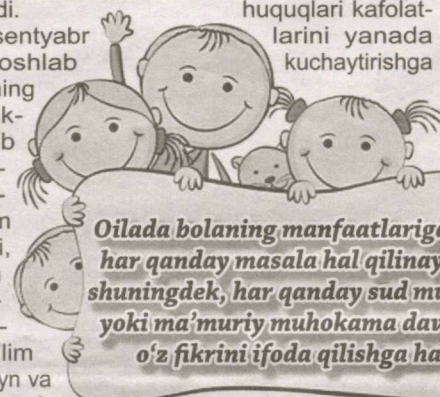 di.
sentyabr
oshlab
ing
k-
b
-
-
n
i,
-
lim
yn va
huquqlari kafolat-
larini yanada
kuchaytirishga
Oilada bolaning manfaatlariga
har qanday masala hal qilinay
shuningdek, har qanday sud
yoki ma’muriy muhokama dav
o‘z fikrini ifoda qilishga ha